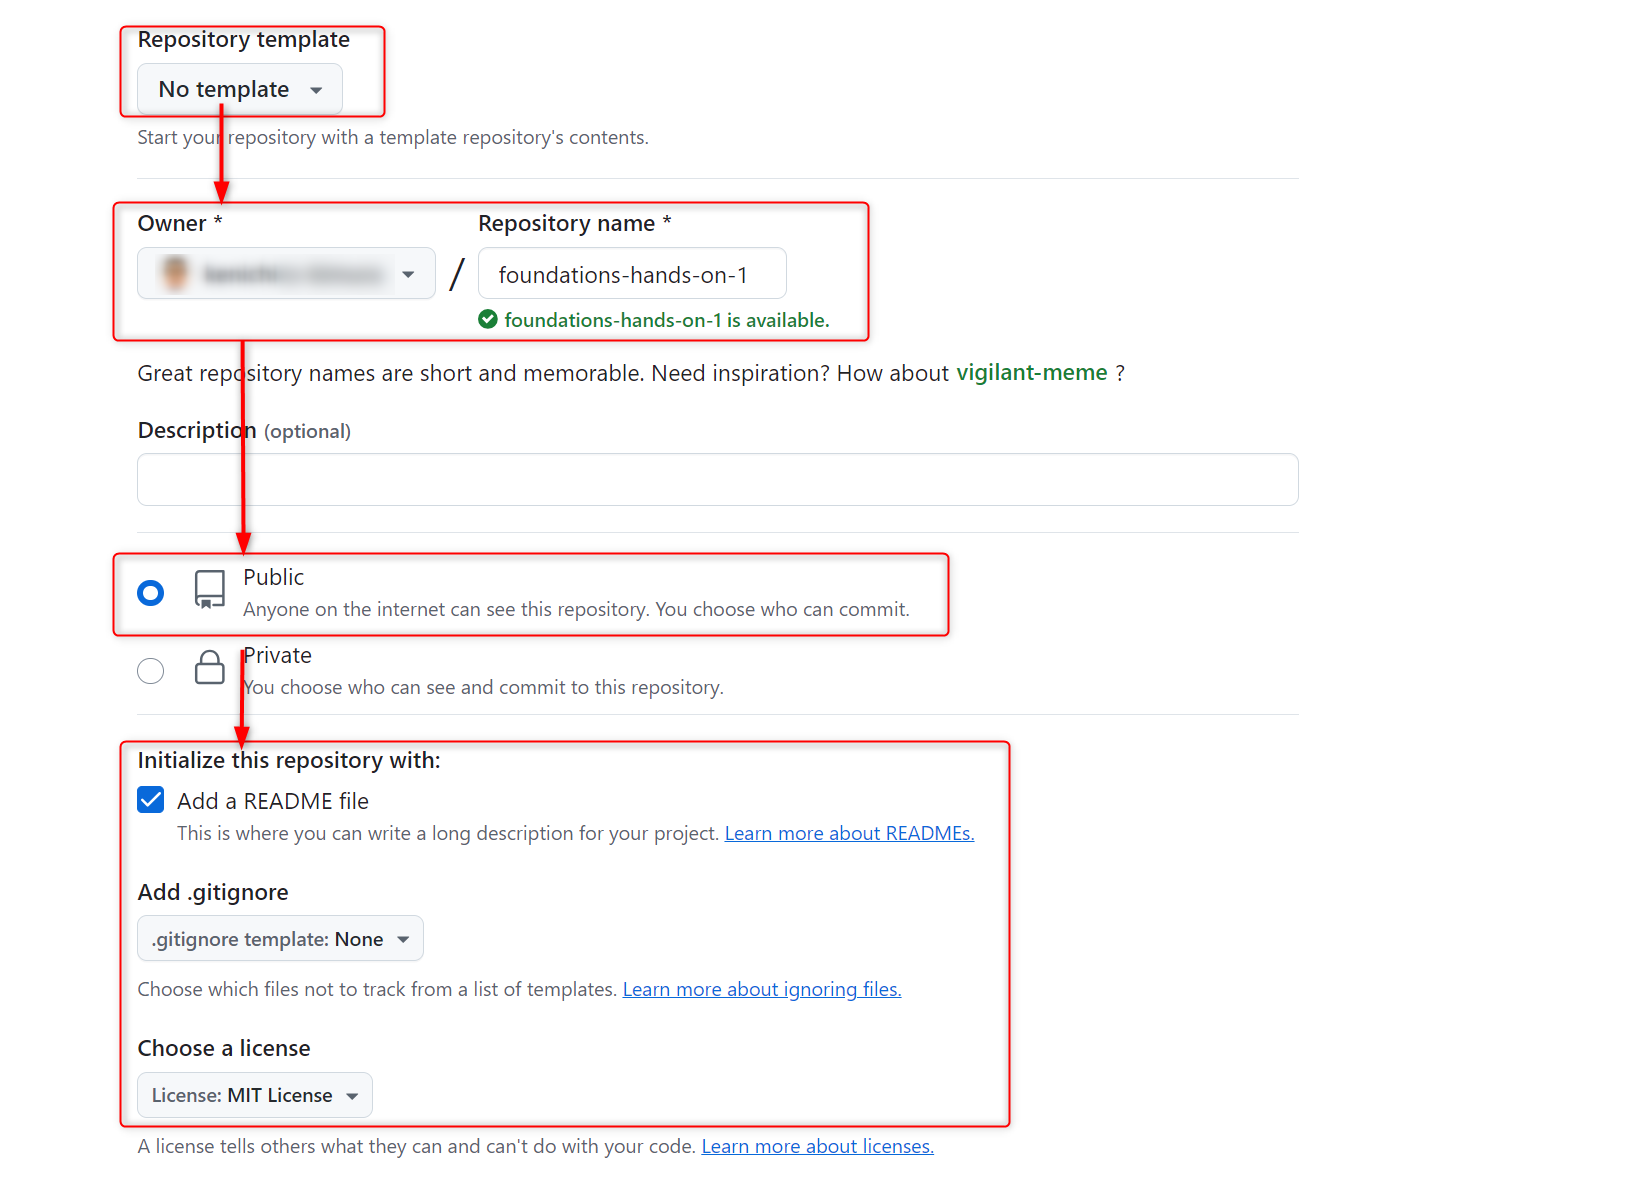 Repository template
No template
Start your repository with a template repository's contents.
Owner *
Repository name *
/
foundations-hands-on-1
foundations-hands-on-1 is available.
Great repository names are short and memorable. Need inspiration? How about vigilant-meme ?
Description (optional)
Public
Anyone on the internet can see this repository. You choose who can commit.
Private
You choose who can see and commit to this repository.
Initialize this repository with:
Add a README file
This is where you can write a long description for your project. Learn more about READMEs.
Add .gitignore
.gitignore template: None
Choose which files not to track from a list of templates. Learn more about ignoring files.
Choose a license
License: MIT License
A license tells others what they can and can't do with your code. Learn more about licenses.